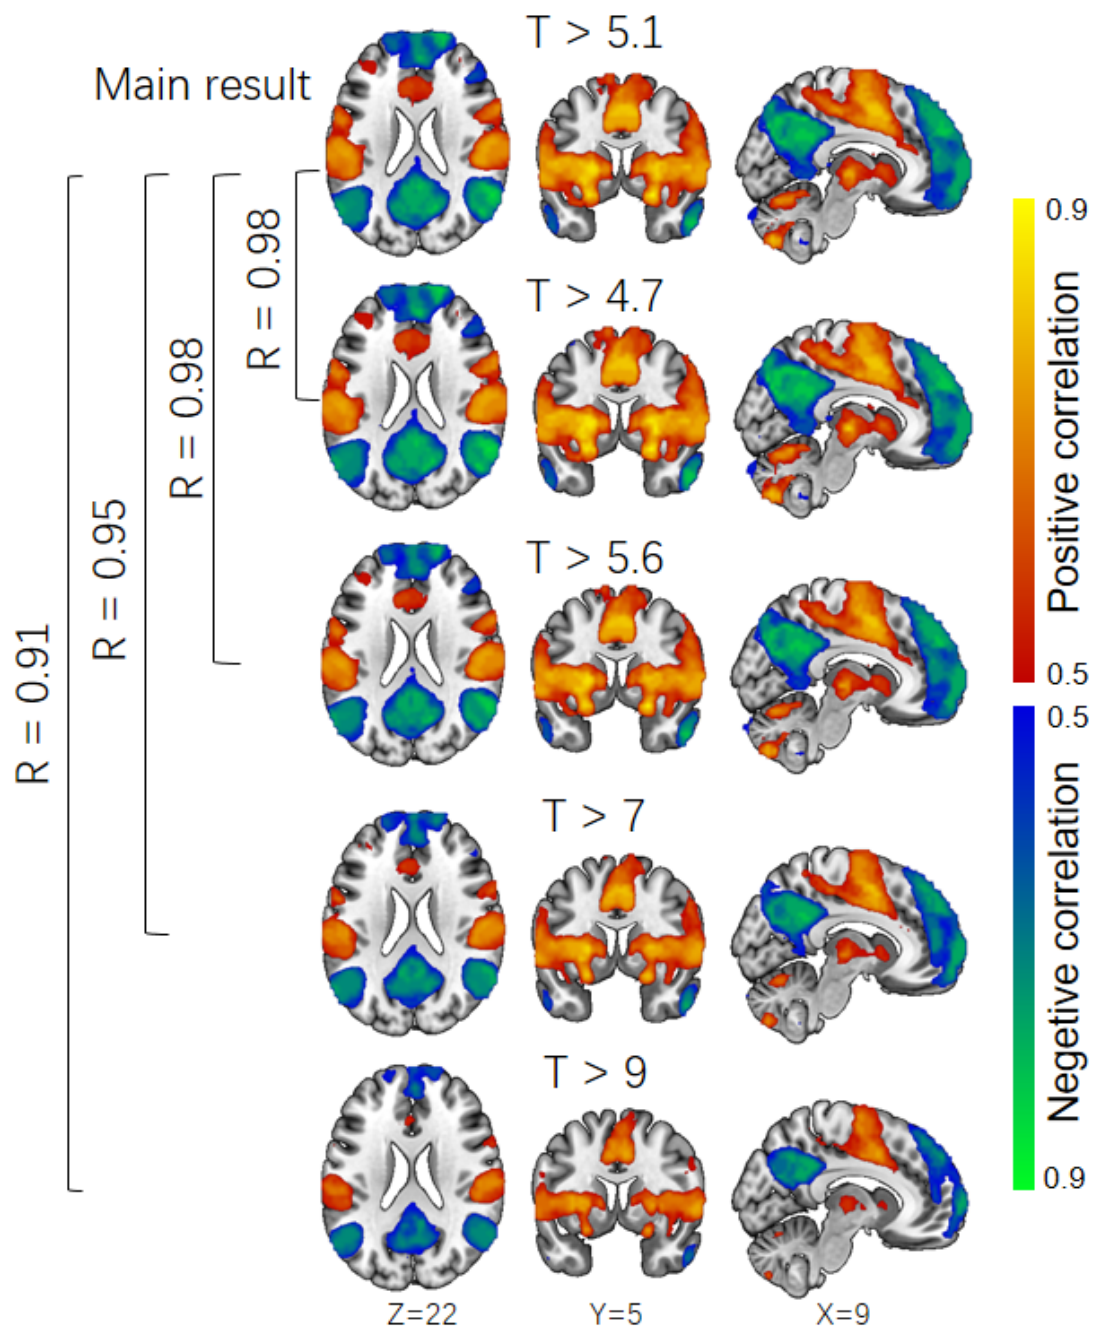 T > 5.1
Main result
R = 0.98
T > 4.7
R = 0.98
R = 0.95
R = 0.91
T > 5.6
T > 7
T > 9
Z=22
Y=5
X=9
0.9
Positive correlation
0.5
0.5
Negetive correlation
0.9